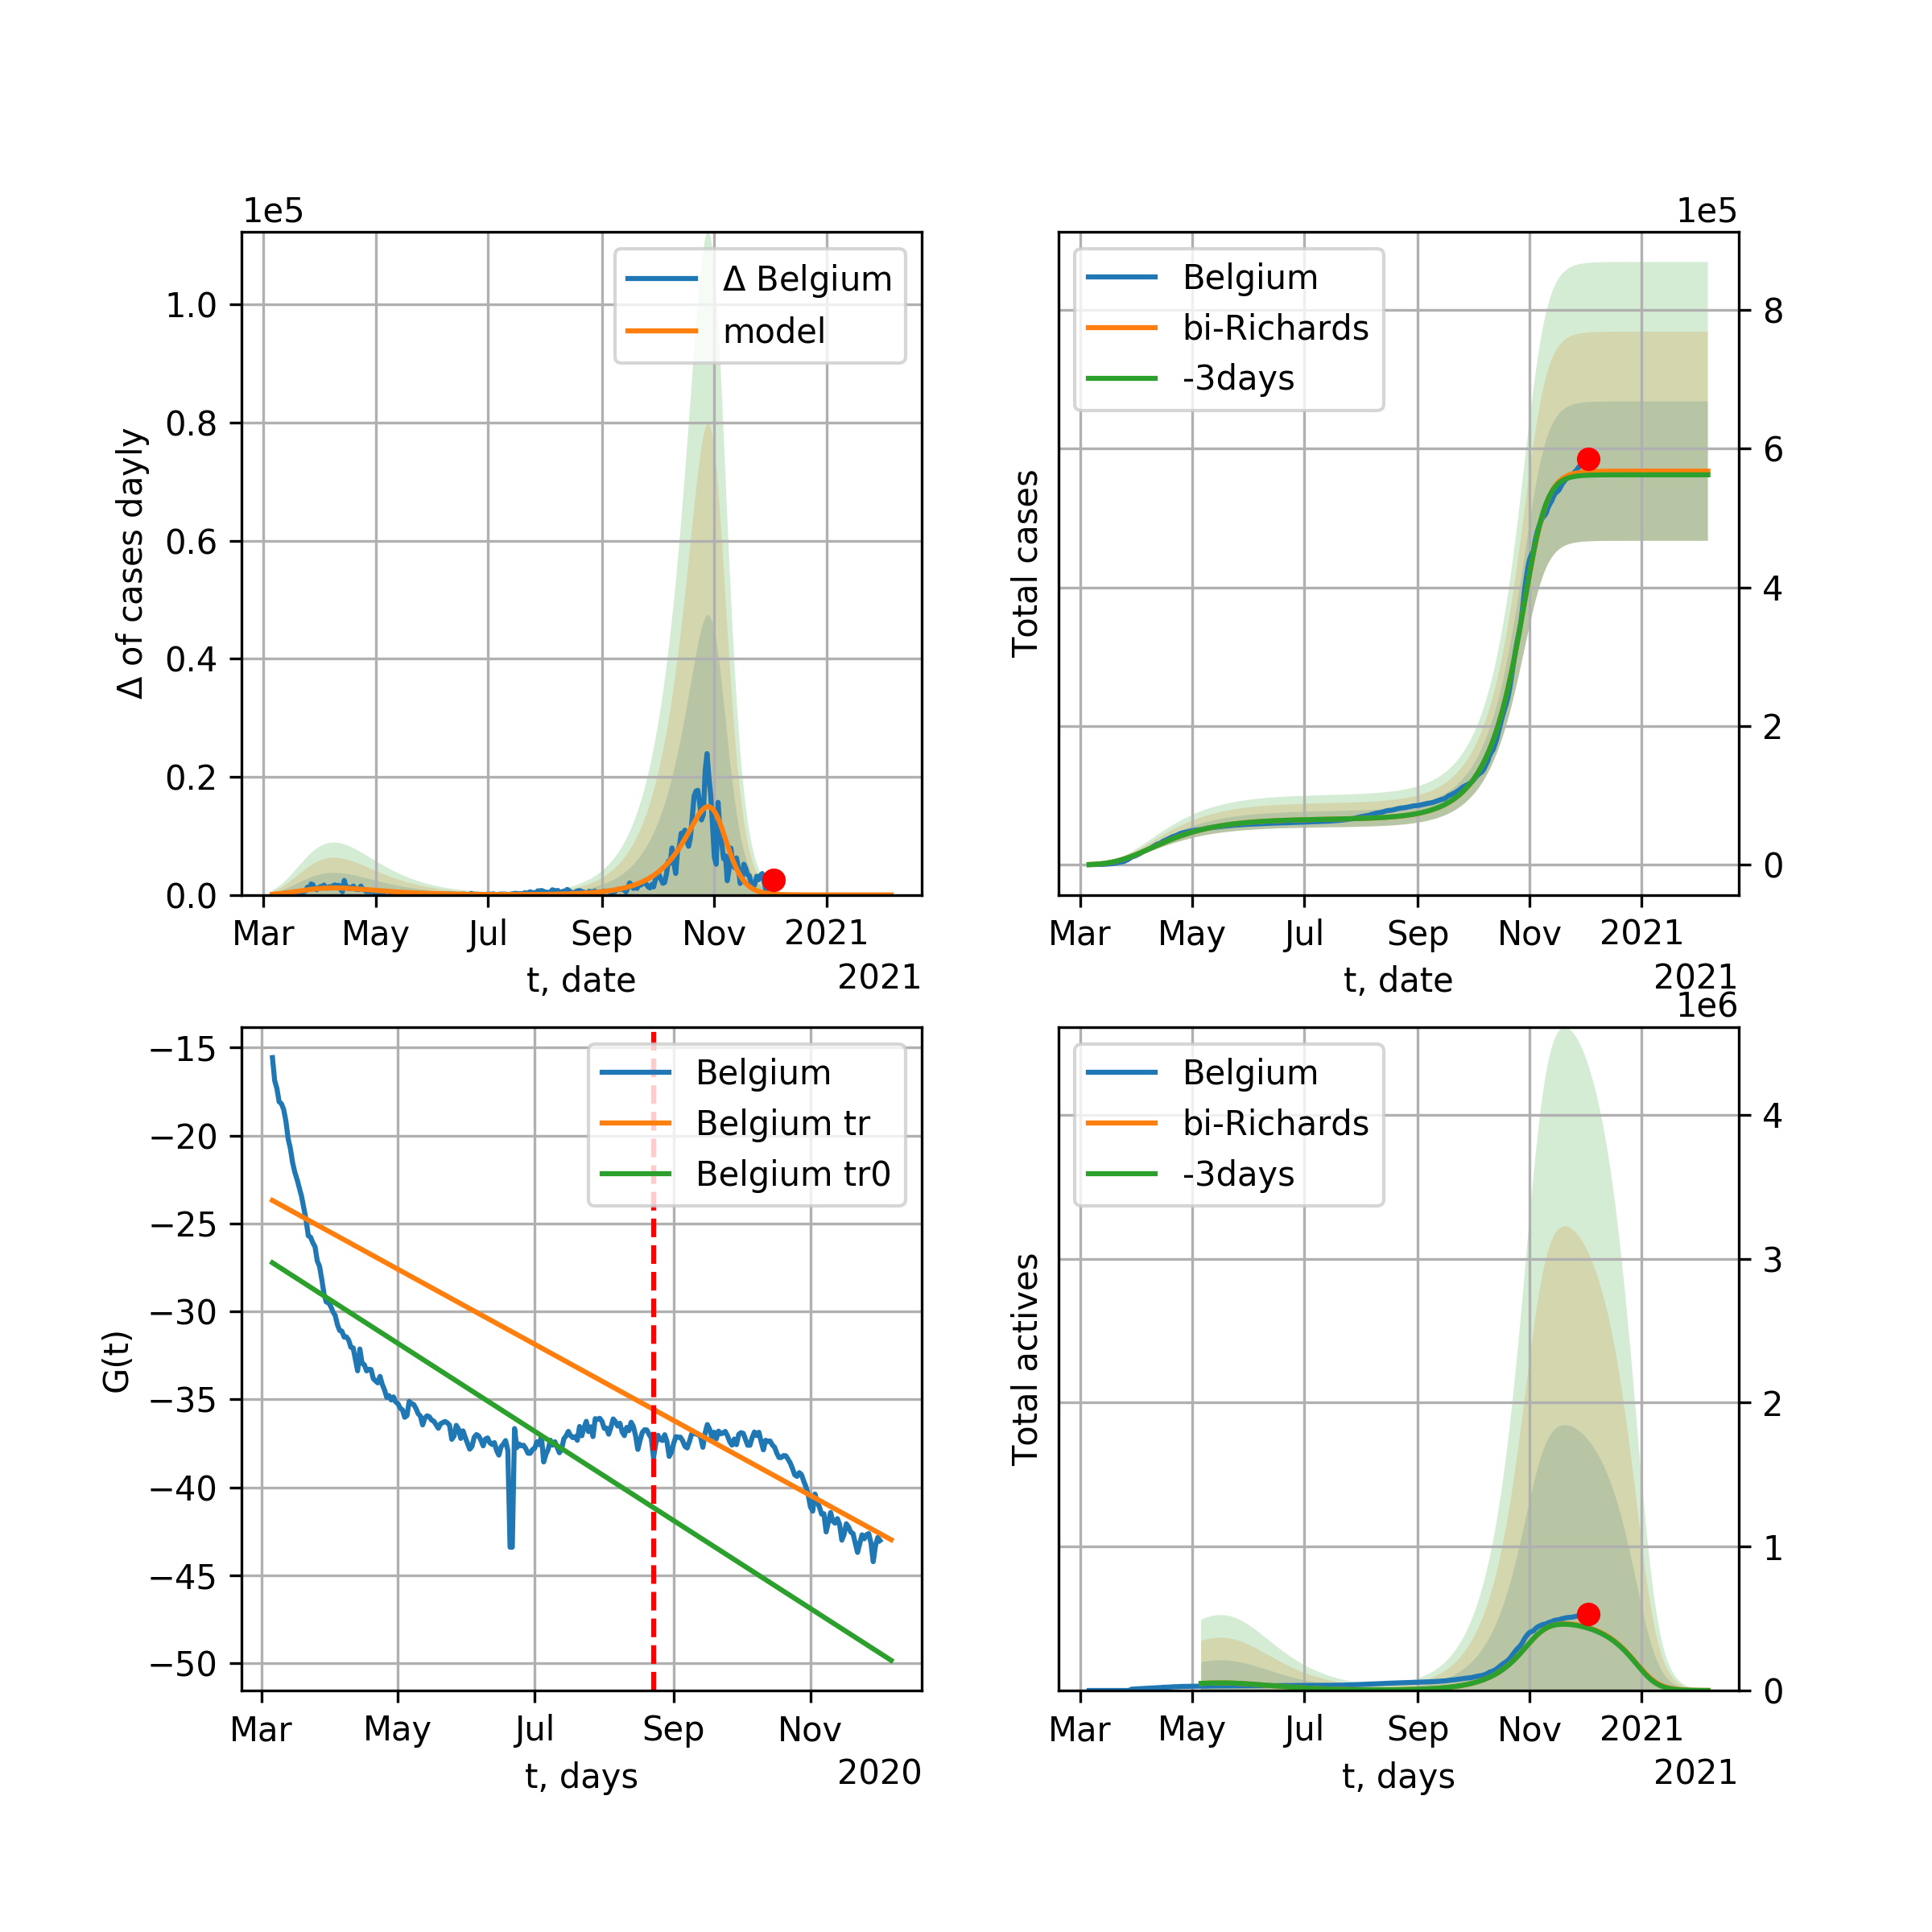 1e5
Δ Belgium
model
1.0
0.8
0.6
0.4
0.2
0.0
Δ of cases dayly
Mar May Jul Sep Nov 2021
t, date
2021
1e5
Belgium
bi-Richards
-3days
8
6
4
2
0
Total cases
Mar May Jul Sep Nov 2021
t, date
2021
−15
−20
−25
−30
−35
−40
−45
−50
G(t)
Belgium
Belgium tr
Belgium tr0
Mar May Jul Sep Nov
t, days
2020
1e6
Belgium
bi-Richards
-3days
4
3
2
1
0
Total actives
Mar May Jul Sep Nov 2021
t, days
2021